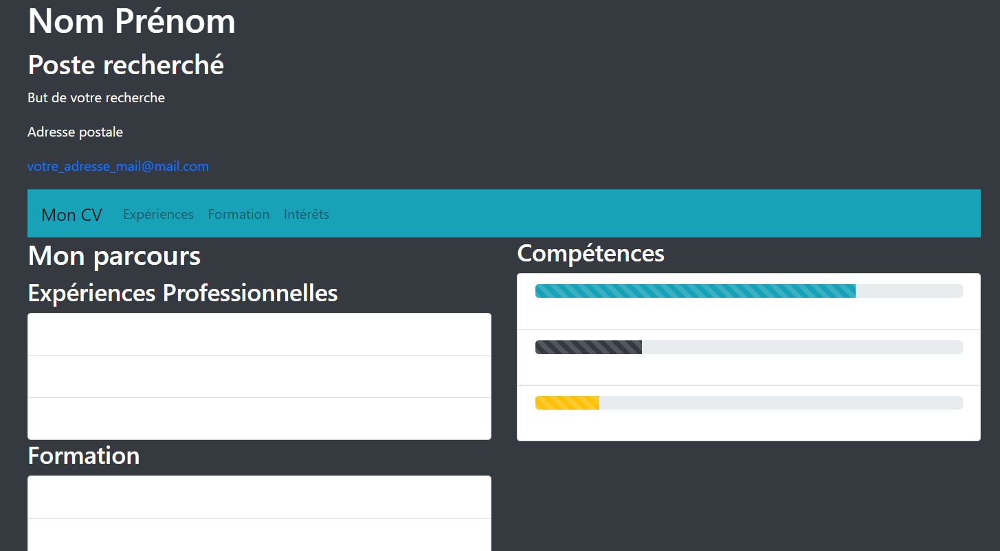 Nom Prénom
Poste recherché
But de votre recherche
Adresse postale
votre_adresse_mail@mail.com
Mon CV Expériences Formation Intérêts
Mon parcours
Expériences Professionnelles
Formation
Compétences